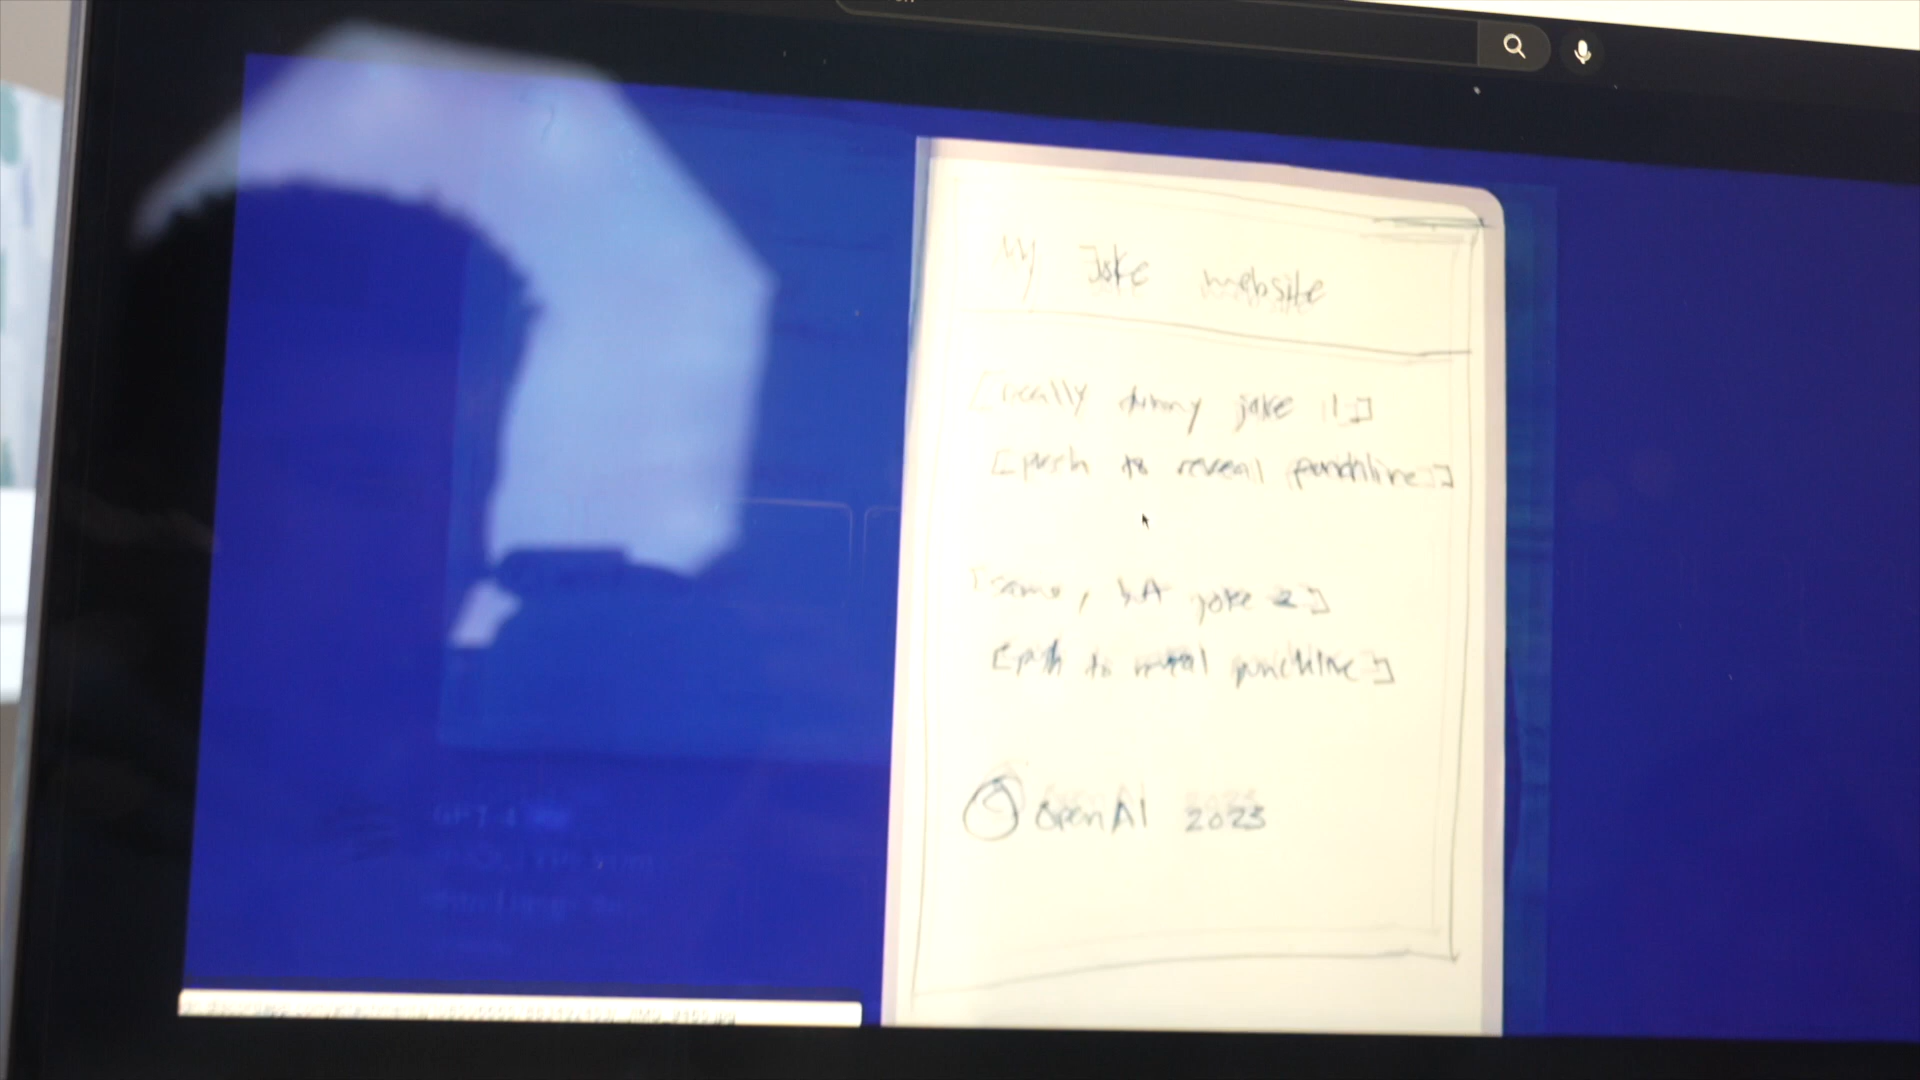 My Joke website
[really funny joke 1]
[push to reveal punchline]
[same, but joke 2]
[push to reveal punchline]
© OpenAI 2023